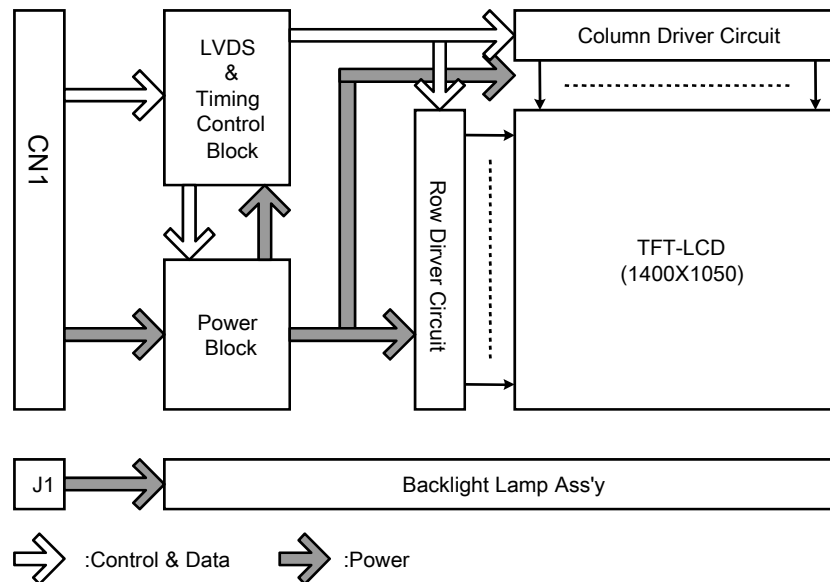 CN1
LVDS
&
Timing
Control
Block
Power
Block
Column Driver Circuit
Row Dirver Circuit
TFT-LCD
(1400X1050)
J1
Backlight Lamp Ass'y
:Control & Data
:Power